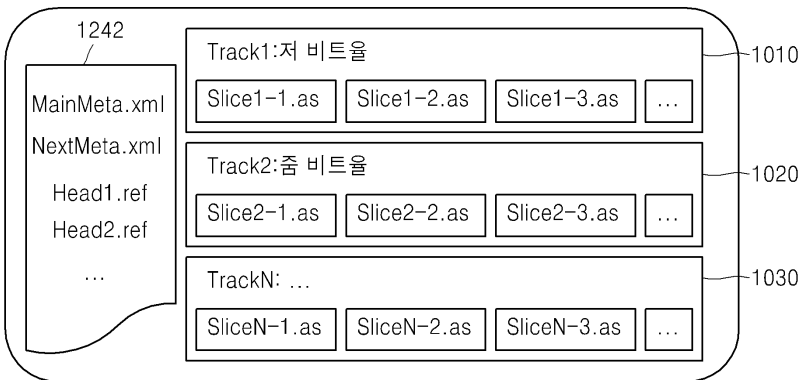 1242
MainMeta.xml
NextMeta.xml
Head1.ref
Head2.ref
...
Track1:저 비트율
1010
Slice1-1.as Slice1-2.as Slice1-3.as ...
Track2:줌 비트율
1020
Slice2-1.as Slice2-2.as Slice2-3.as ...
TrackN: ...
1030
SliceN-1.as SliceN-2.as SliceN-3.as ...